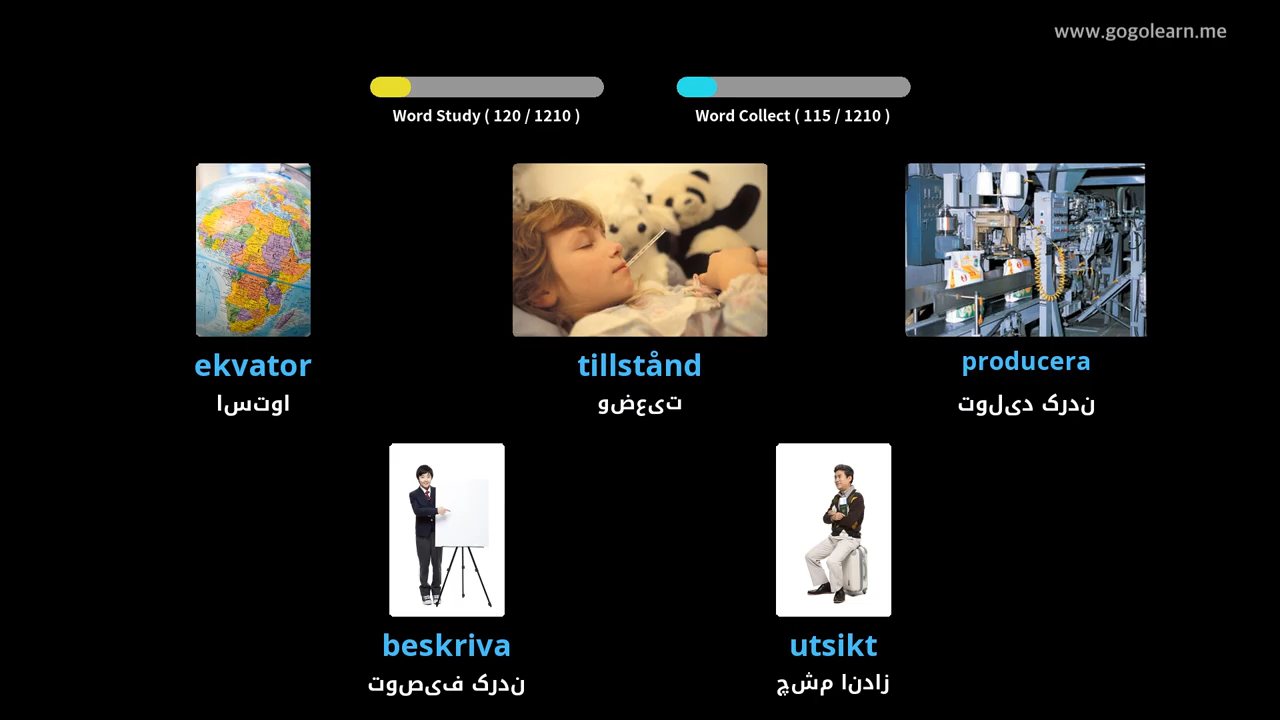 www.gogolearn.me
Word Study ( 120 / 1210 )
Word Collect ( 115 / 1210 )
ekvator
استوا
tillstånd
وضعیت
producera
تولید کردن
beskriva
توصیف کردن
utsikt
چشم انداز